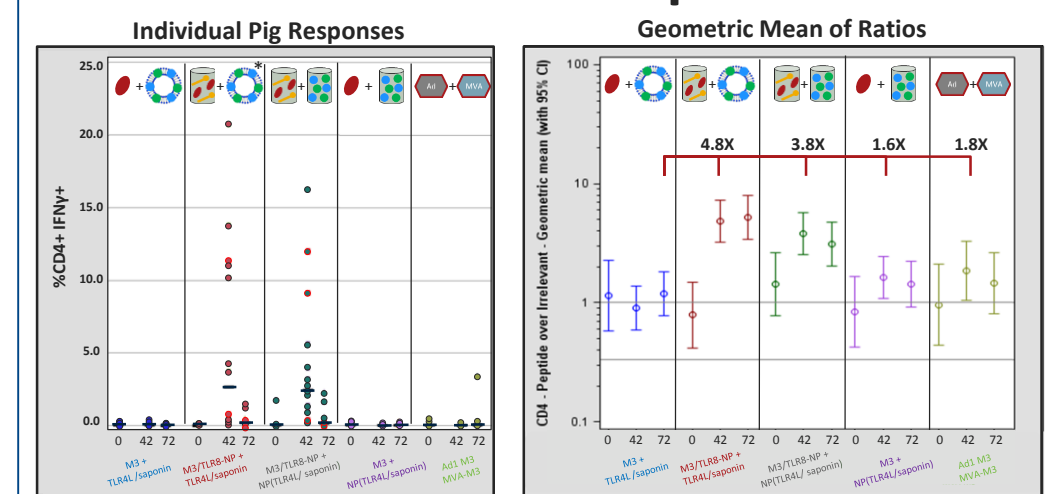 Individual Pig Responses
25.0
20.0
15.0
10.0
5.0
0.0
%CD4+ IFNγ+
+
+
*
+
+
Ad + MVA
0 42 72 0 42 72 0 42 72 0 42 72 0 42 72
M3 +
TLR4L/saponin
M3/TLR8-NP +
TLR4L/saponin
M3/TLR8-NP +
NP(TLR4L/ saponin)
M3 +
NP(TLR4L/saponin)
Ad1 M3
MVA-M3
Geometric Mean of Ratios
100
10
1
0.1
CD4 - Peptide over Irrelevant - Geometric mean (with 95% CI)
+
+
+
+
Ad + MVA
4.8X 3.8X 1.6X 1.8X
0 42 72 0 42 72 0 42 72 0 42 72 0 42 72
M3 +
TLR4L/saponin
M3/TLR8-NP +
TLR4L/saponin
M3/TLR8-NP +
NP(TLR4L/ saponin)
M3 +
NP(TLR4L/saponin)
Ad1 M3
MVA-M3